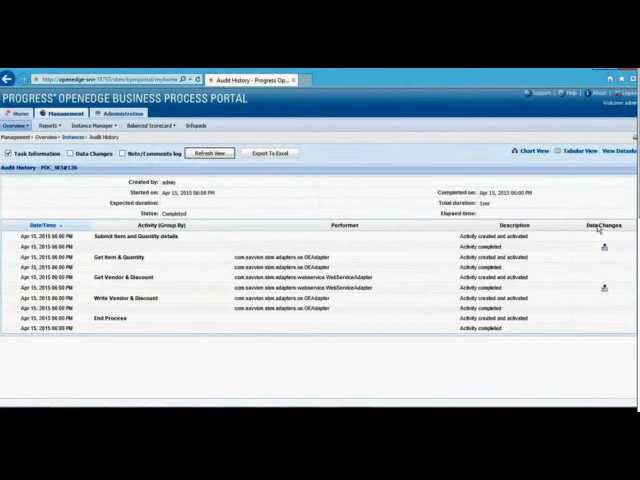 Audit History - Progress Op... ×
Support | Help | About | Logout
PROGRESS® OPENEDGE BUSINESS PROCESS PORTAL
Welcome admin
Home Management Administration
Overview Reports Instance Manager Balanced Scorecard Infopads
Management> Overview> Instances> Audit History
Task Information Data Changes Note/Comments log Refresh View Export To Excel Chart View Tabular View
Audit History -
Created by: admin
Started on: Apr 15, 2015 06:00 PM Completed on: Apr 15, 2015 06:00 PM
Expected duration: Total duration: 1sec
Status: Completed Elapsed time:
Date/Time Activity (Group By) Performer Description Data Changes
Apr 15, 2015 06:00 PM Submit Item and Quantity details Activity created and activated
Apr 15, 2015 06:00 PM Activity completed
Apr 15, 2015 06:00 PM Get Item & Quantity com.savvion.sbm.adapters.oe.OEAdapter Activity created and activated
Apr 15, 2015 06:00 PM com.savvion.sbm.adapters.oe.OEAdapter Activity completed
Apr 15, 2015 06:00 PM Get Vendor & Discount com.savvion.sbm.adapters.webservice.WebServiceAdapter Activity created and activated
Apr 15, 2015 06:00 PM com.savvion.sbm.adapters.webservice.WebServiceAdapter Activity completed
Apr 15, 2015 06:00 PM Write Vendor & Discount com.savvion.sbm.adapters.oe.OEAdapter Activity created and activated
Apr 15, 2015 06:00 PM com.savvion.sbm.adapters.oe.OEAdapter Activity completed
Apr 15, 2015 06:00 PM End Process Activity created and activated
Apr 15, 2015 06:00 PM Activity completed